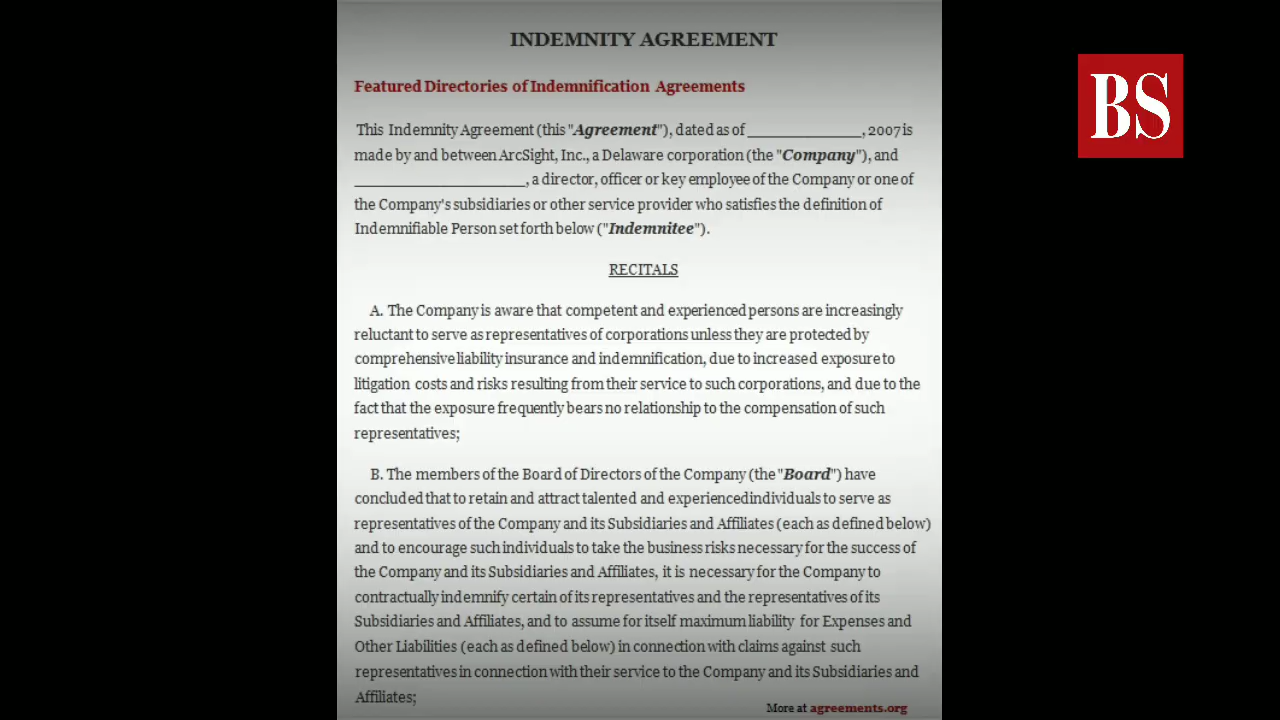 INDEMNITY AGREEMENT
BS
Featured Directories of Indemnification Agreements
This Indemnity Agreement (this "Agreement"), dated as of ______________, 2007 is
made by and between ArcSight, Inc., a Delaware corporation (the "Company"), and
_____________________, a director, officer or key employee of the Company or one of
the Company's subsidiaries or other service provider who satisfies the definition of
Indemnifiable Person set forth below ("Indemnitee").
RECITALS
A. The Company is aware that competent and experienced persons are increasingly
reluctant to serve as representatives of corporations unless they are protected by
comprehensive liability insurance and indemnification, due to increased exposure to
litigation costs and risks resulting from their service to such corporations, and due to the
fact that the exposure frequently bears no relationship to the compensation of such
representatives;
B. The members of the Board of Directors of the Company (the "Board") have
concluded that to retain and attract talented and experienced individuals to serve as
representatives of the Company and its Subsidiaries and Affiliates (each as defined below)
and to encourage such individuals to take the business risks necessary for the success of
the Company and its Subsidiaries and Affiliates, it is necessary for the Company to
contractually indemnify certain of its representatives and the representatives of its
Subsidiaries and Affiliates, and to assume for itself maximum liability for Expenses and
Other Liabilities (each as defined below) in connection with claims against such
representatives in connection with their service to the Company and its Subsidiaries and
Affiliates;
More at agreements.org